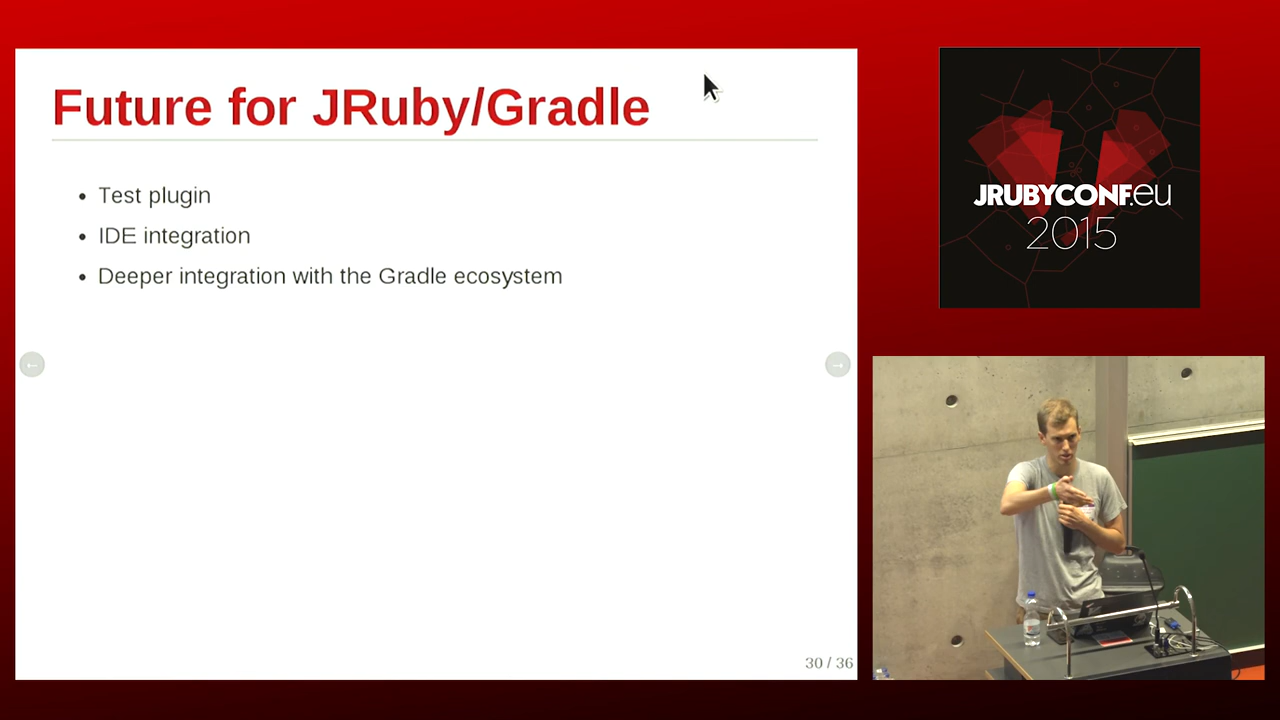 Future for JRuby/Gradle
• Test plugin
• IDE integration
• Deeper integration with the Gradle ecosystem
30 / 36
JRUBYCONF.eu
2015